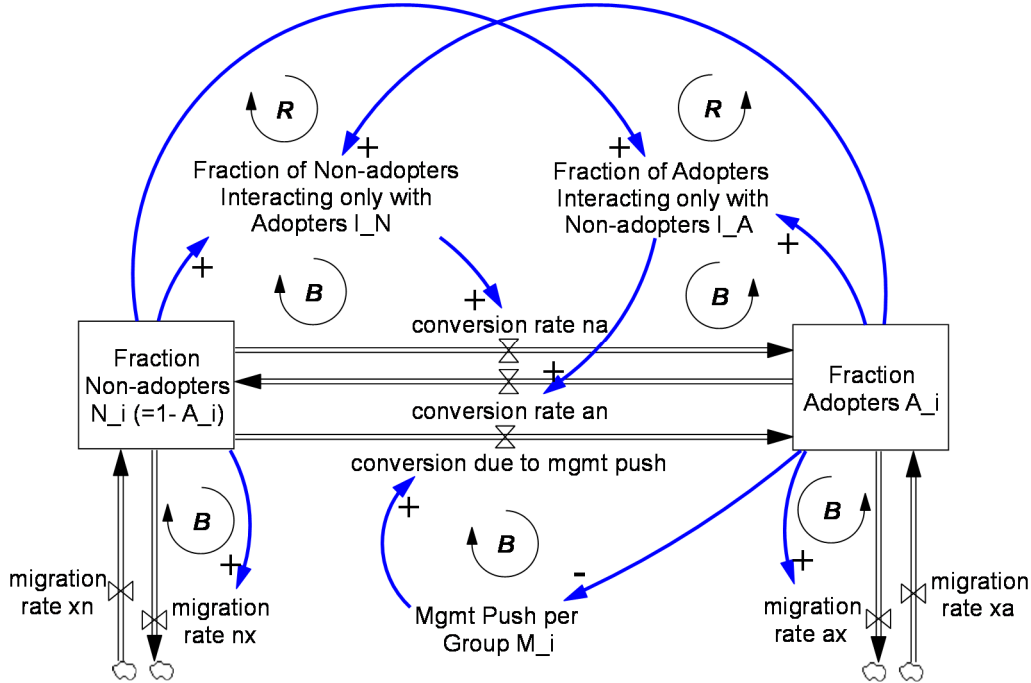 R
R
+
+
Fraction of Non-adopters
Interacting only with
Adopters I_N
Fraction of Adopters
Interacting only with
Non-adopters I_A
+
+
B
B
+
conversion rate na
Fraction
Non-adopters
N_i (=1- A_i)
Fraction
Adopters A_i
+
conversion rate an
conversion due to mgmt push
+
B
B
B
+
-
+
migration
rate xn
migration
rate nx
Mgmt Push per
Group M_i
migration
rate ax
migration
rate xa